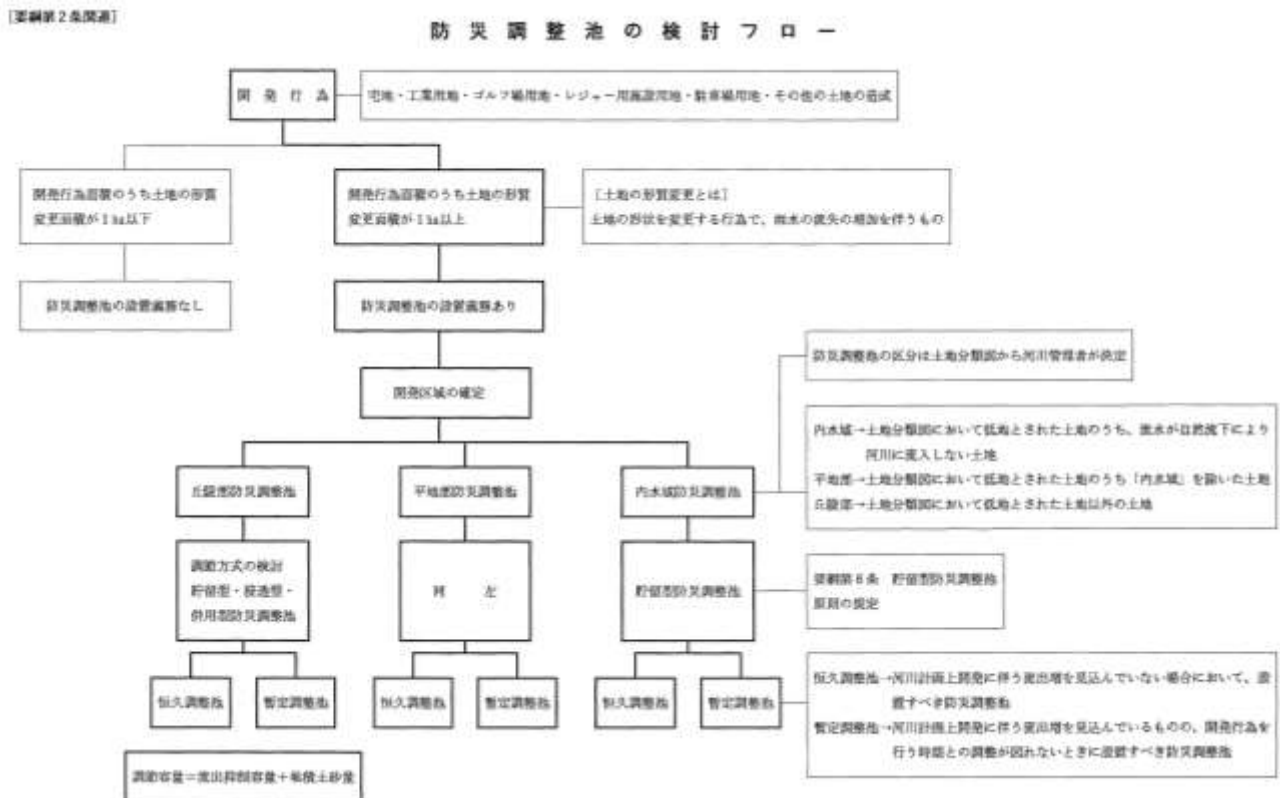 ［要綱第２条関連］
防災調整池の検討フロー
開発行為
宅地・工業用地・ゴルフ場用地・レジャー用施設用地・駐車場用地・その他の土地の造成
開発行為面積のうち土地の形質
変更面積が１ha以下
開発行為面積のうち土地の形質
変更面積が１ha以上
［土地の形質変更とは］
土地の形状を変更する行為で、雨水の流失の増加を伴うもの
防災調整池の設置義務なし
防災調整池の設置義務あり
防災調整池の区分は土地分類図から河川管理者が決定
開発区域の確定
内水域→土地分類図において低地とされた土地のうち、流水が自然流下により
河川に流入しない土地
平地部→土地分類図において低地とされた土地のうち「内水域」を除いた土地
丘陵部→土地分類図において低地とされた土地以外の土地
丘陵部防災調整池
平地部防災調整池
内水域防災調整池
調節方式の検討
貯留型・浸透型・
併用型防災調整池
同左
貯留型防災調整池
要綱第６条　貯留型防災調整池
原則の規定
恒久調整池
暫定調整池
恒久調整池
暫定調整池
恒久調整池
暫定調整池
恒久調整池→河川計画上開発に伴う流出増を見込んでいない場合において、設
置すべき防災調整池
暫定調整池→河川計画上開発に伴う流出増を見込んでいるものの、開発行為を
行う時期との調整が図れないときに設置すべき防災調整池
調節容量＝流出抑制容量＋堆積土砂量